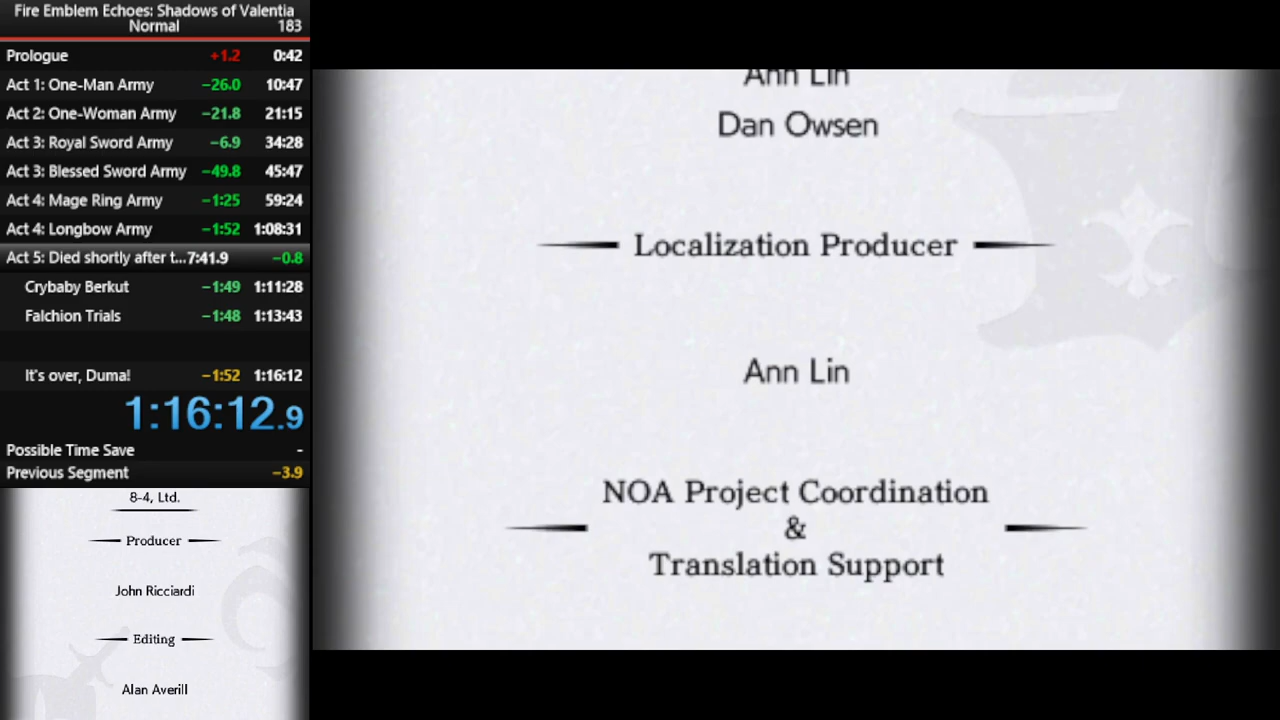 Fire Emblem Echoes: Shadows of Valentia
Normal 183
Prologue +1.2 0:42
Act 1: One-Man Army −26.0 10:47
Act 2: One-Woman Army −21.8 21:15
Act 3: Royal Sword Army −6.9 34:28
Act 3: Blessed Sword Army −49.8 45:47
Act 4: Mage Ring Army −1:25 59:24
Act 4: Longbow Army −1:52 1:08:31
Act 5: Died shortly after t...7:41.9 −0.8
Crybaby Berkut −1:49 1:11:28
Falchion Trials −1:48 1:13:43
It's over, Duma! −1:52 1:16:12
1:16:12.9
Possible Time Save -
Previous Segment −3.9
8-4, Ltd.
Producer
John Ricciardi
Editing
Alan Averill
Ann Lin
Dan Owsen
Localization Producer
Ann Lin
NOA Project Coordination
&
Translation Support